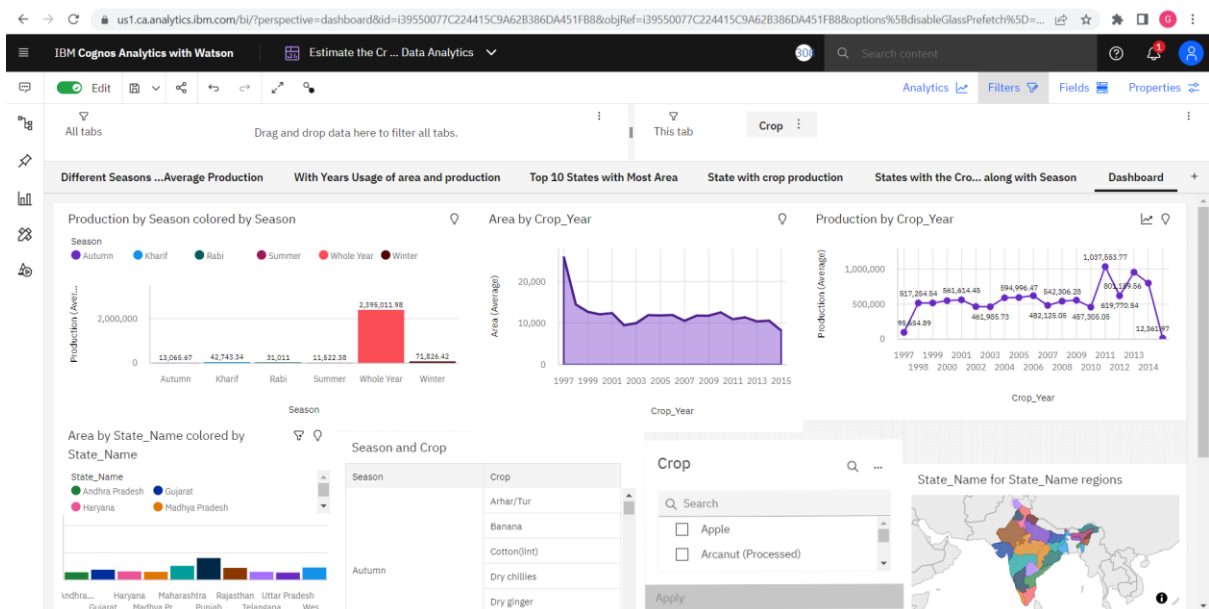 us1.ca.analytics.ibm.com/bi/?perspective=dashboard&id=i39550077C224415C9A62B386DA451FB8&objRef=i39550077C224415C9A62B386DA451FB8&options%5BdisableGlassPrefetch%5D=...
G
IBM Cognos Analytics with Watson
Estimate the Cr ... Data Analytics
308
Search content
1
Edit
Analytics
Filters
Fields
Properties
All tabs
Drag and drop data here to filter all tabs.
This tab
Crop
Different Seasons ...Average Production
With Years Usage of area and production
Top 10 States with Most Area
State with crop production
States with the Cro... along with Season
Dashboard
Production by Season colored by Season
Season
Autumn Kharif Rabi Summer Whole Year Winter
Production (Aver...
2,000,000
0
13,065.67 42,743.34 31,011 11,522.38 2,395,011.98 71,826.42
Autumn Kharif Rabi Summer Whole Year Winter
Season
Area by Crop_Year
Area (Average)
20,000
10,000
0
1997 1999 2001 2003 2005 2007 2009 2011 2013 2015
Crop_Year
Production by Crop_Year
Production (Average)
1,000,000
500,000
0
517,254.54 561,614.45 461,985.73 594,996.47 482,125.05 542,306.28 457,305.05 1,037,553.77 619,770.54 12,361.97
1997 1999 2001 2003 2005 2007 2009 2011 2013
1998 2000 2002 2004 2006 2008 2010 2012 2014
Crop_Year
Area by State_Name colored by
State_Name
State_Name
Andhra Pradesh Gujarat
Haryana Madhya Pradesh
Haryana Maharashtra Rajasthan Uttar Pradesh
Gujarat Madhya Pr... Punjab Telangana Wes...
Season and Crop
Season
Crop
Autumn
Arhar/Tur
Banana
Cotton(lint)
Dry chillies
Dry ginger
Crop
Search
Apple
Arcanut (Processed)
Apply
State_Name for State_Name regions